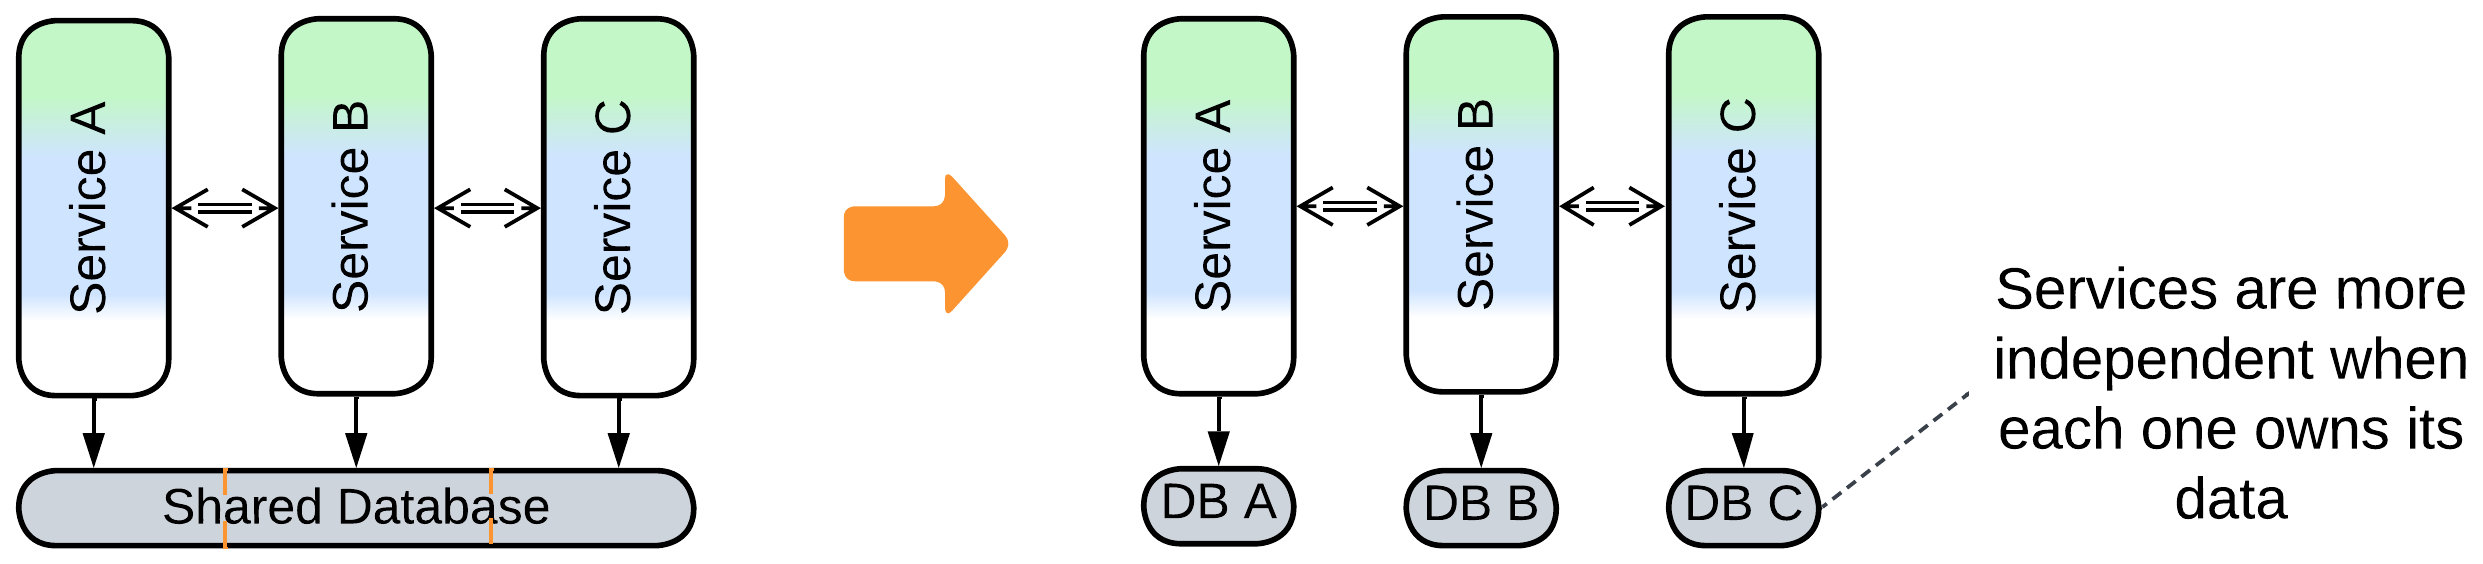 Service A
Service B
Service C
Shared Database
Service A
Service B
Service C
DB A
DB B
DB C
Services are more
independent when
each one owns its
data